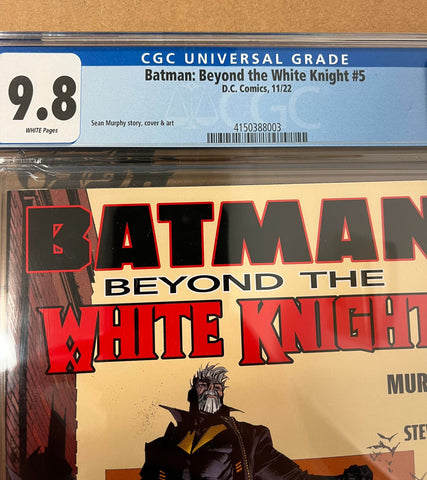 CGC UNIVERSAL GRADE
9.8
WHITE Pages
Batman: Beyond the White Knight #5
D.C. Comics, 11/22
Sean Murphy story, cover & art
CGC
4150388003
BATMAN
BEYOND THE
WHITE KNIGHT
MUR
STE